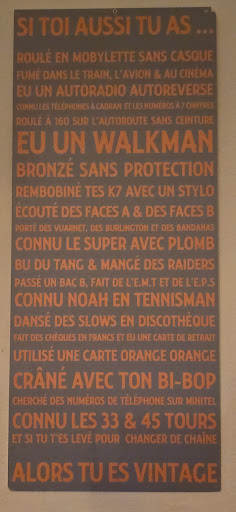 SI TOI AUSSI TU AS ...
ROULÉ EN MOBYLETTE SANS CASQUE
FUMÉ DANS LE TRAIN, L'AVION & AU CINÉMA
EU UN AUTORADIO AUTOREVERSE
CONNU LES TÉLÉPHONES À CADRAN ET LES NUMÉROS À 7 CHIFFRES
ROULÉ À 160 SUR L'AUTOROUTE SANS CEINTURE
EU UN WALKMAN
BRONZÉ SANS PROTECTION
REMBOBINÉ TES K7 AVEC UN STYLO
ÉCOUTÉ DES FACES A & DES FACES B
PORTÉ DES VUARNET, DES BURLINGTON ET DES BANDANAS
CONNU LE SUPER AVEC PLOMB
BU DU TANG & MANGÉ DES RAIDERS
PASSÉ UN BAC B, FAIT DE L'E.M.T ET DE L'E.P.S
CONNU NOAH EN TENNISMAN
DANSÉ DES SLOWS EN DISCOTHÈQUE
FAIT DES CHÈQUES EN FRANCS ET EU UNE CARTE DE RETRAIT
UTILISÉ UNE CARTE ORANGE ORANGE
CRÂNÉ AVEC TON BI-BOP
CHERCHÉ DES NUMÉROS DE TÉLÉPHONE SUR MINITEL
CONNU LES 33 & 45 TOURS
ET SI TU T'ES LEVÉ POUR CHANGER DE CHAÎNE
ALORS TU ES VINTAGE